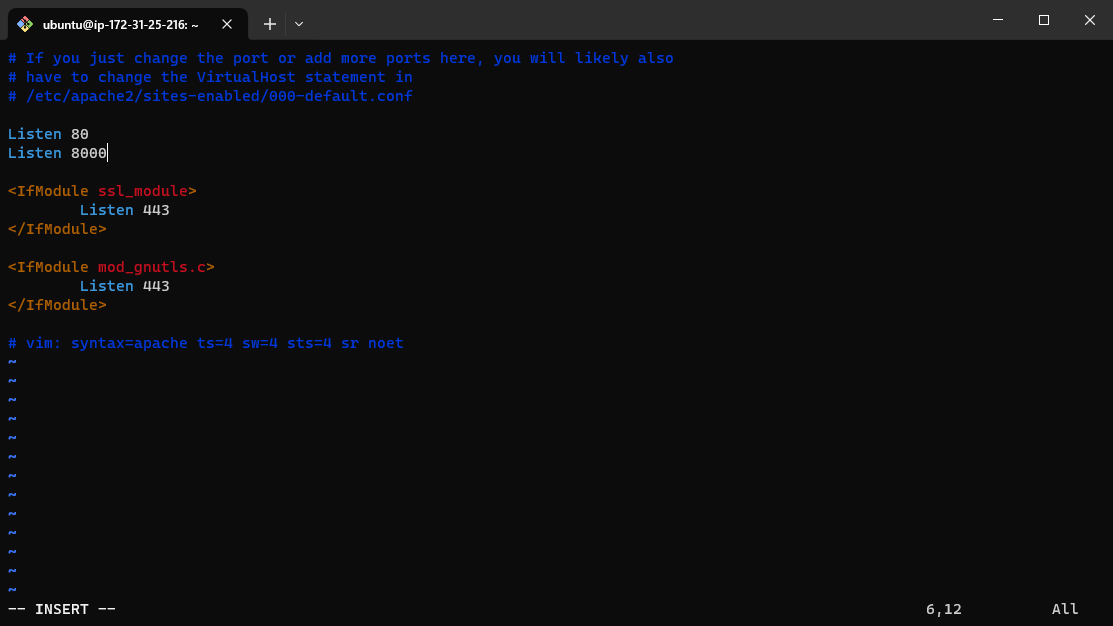 ubuntu@ip-172-31-25-216: ~
# If you just change the port or add more ports here, you will likely also
# have to change the VirtualHost statement in
# /etc/apache2/sites-enabled/000-default.conf

Listen 80
Listen 8000

<IfModule ssl_module>
        Listen 443
</IfModule>

<IfModule mod_gnutls.c>
        Listen 443
</IfModule>

# vim: syntax=apache ts=4 sw=4 sts=4 sr noet
~
~
~
~
~
~
~
~
~
~
~
~
~
-- INSERT -- 6,12 All